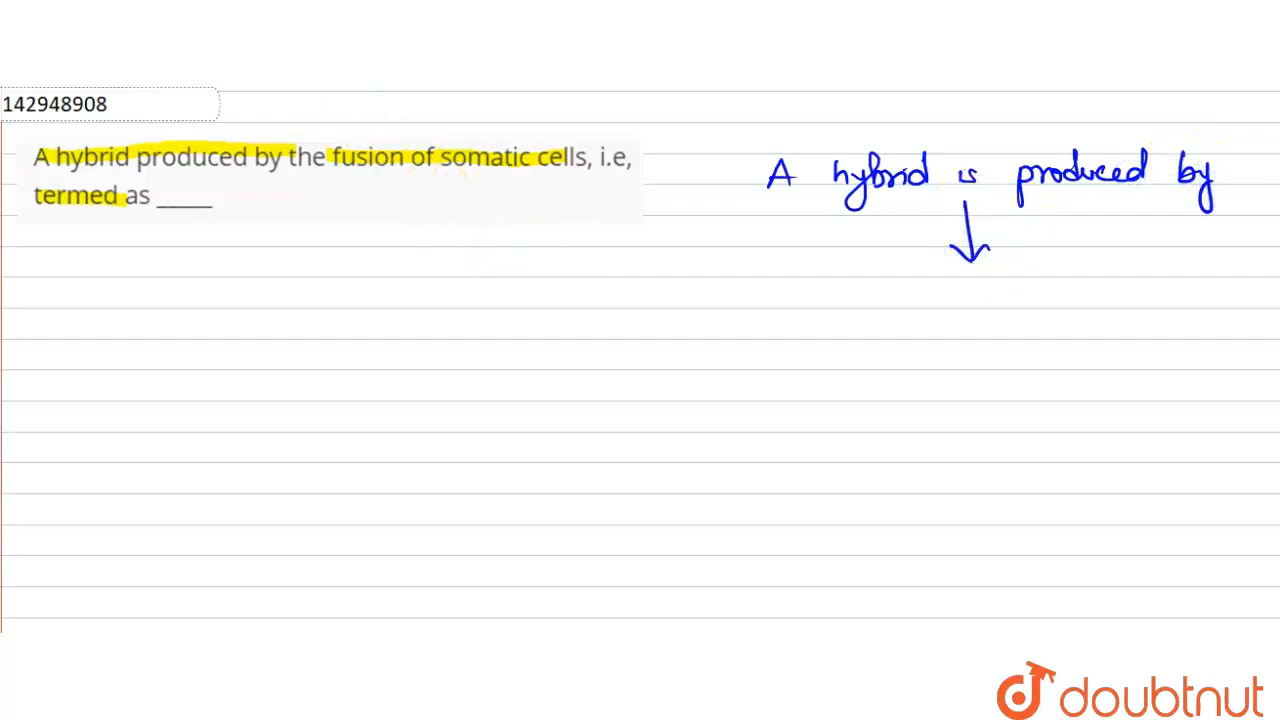 142948908
A hybrid produced by the fusion of somatic cells, i.e,
termed as _____
A hybrid is produced by
doubtnut